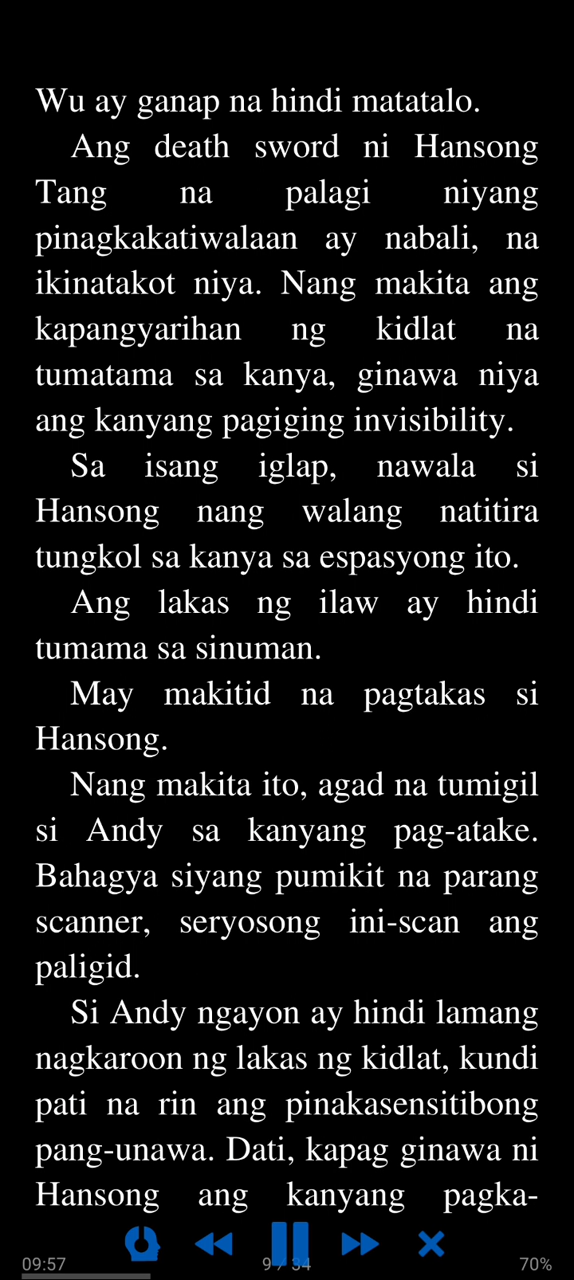 Wu ay ganap na hindi matatalo.
Ang death sword ni Hansong
Tang na palagi niyang
pinagkakatiwalaan ay nabali, na
ikinatakot niya. Nang makita ang
kapangyarihan ng kidlat na
tumatama sa kanya, ginawa niya
ang kanyang pagiging invisibility.
Sa isang iglap, nawala si
Hansong nang walang natitira
tungkol sa kanya sa espasyong ito.
Ang lakas ng ilaw ay hindi
tumama sa sinuman.
May makitid na pagtakas si
Hansong.
Nang makita ito, agad na tumigil
si Andy sa kanyang pag-atake.
Bahagya siyang pumikit na parang
scanner, seryosong ini-scan ang
paligid.
Si Andy ngayon ay hindi lamang
nagkaroon ng lakas ng kidlat, kundi
pati na rin ang pinakasensitibong
pang-unawa. Dati, kapag ginawa ni
Hansong ang kanyang pagka-
09:57 9 / 34 70%